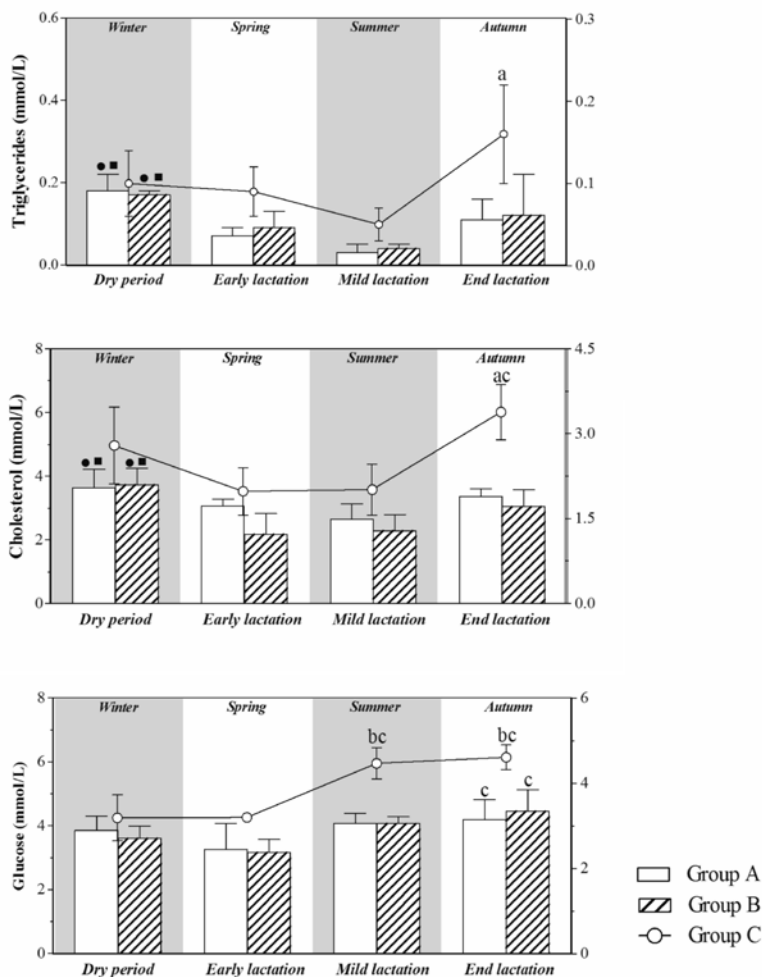 0.6 Winter Spring Summer Autumn 0.3
a
Triglycerides (mmol/L)
0.4 0.2
0.2 0.1
0.0 0.0
Dry period Early lactation Mild lactation End lactation
8 Winter Spring Summer Autumn 4.5
ac
Cholesterol (mmol/L)
6
3.0
4
1.5
2
0 0.0
Dry period Early lactation Mild lactation End lactation
8 Winter Spring Summer Autumn 6
bc bc
Glucose (mmol/L)
6
4
4
c c
2
2
0 0
Dry period Early lactation Mild lactation End lactation
Group A
Group B
Group C